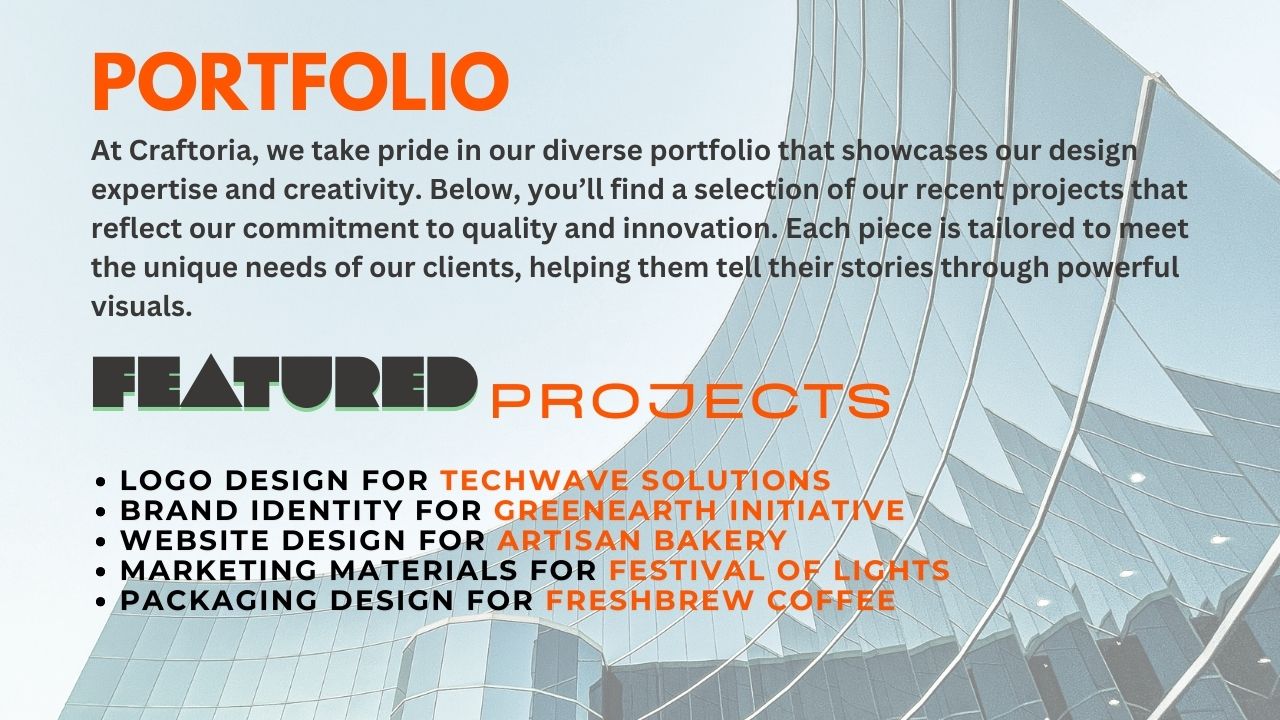 PORTFOLIO
At Craftoria, we take pride in our diverse portfolio that showcases our design
expertise and creativity. Below, you’ll find a selection of our recent projects that
reflect our commitment to quality and innovation. Each piece is tailored to meet
the unique needs of our clients, helping them tell their stories through powerful
visuals.
FEATURED PROJECTS
• LOGO DESIGN FOR TECHWAVE SOLUTIONS
• BRAND IDENTITY FOR GREENEARTH INITIATIVE
• WEBSITE DESIGN FOR ARTISAN BAKERY
• MARKETING MATERIALS FOR FESTIVAL OF LIGHTS
• PACKAGING DESIGN FOR FRESHBREW COFFEE